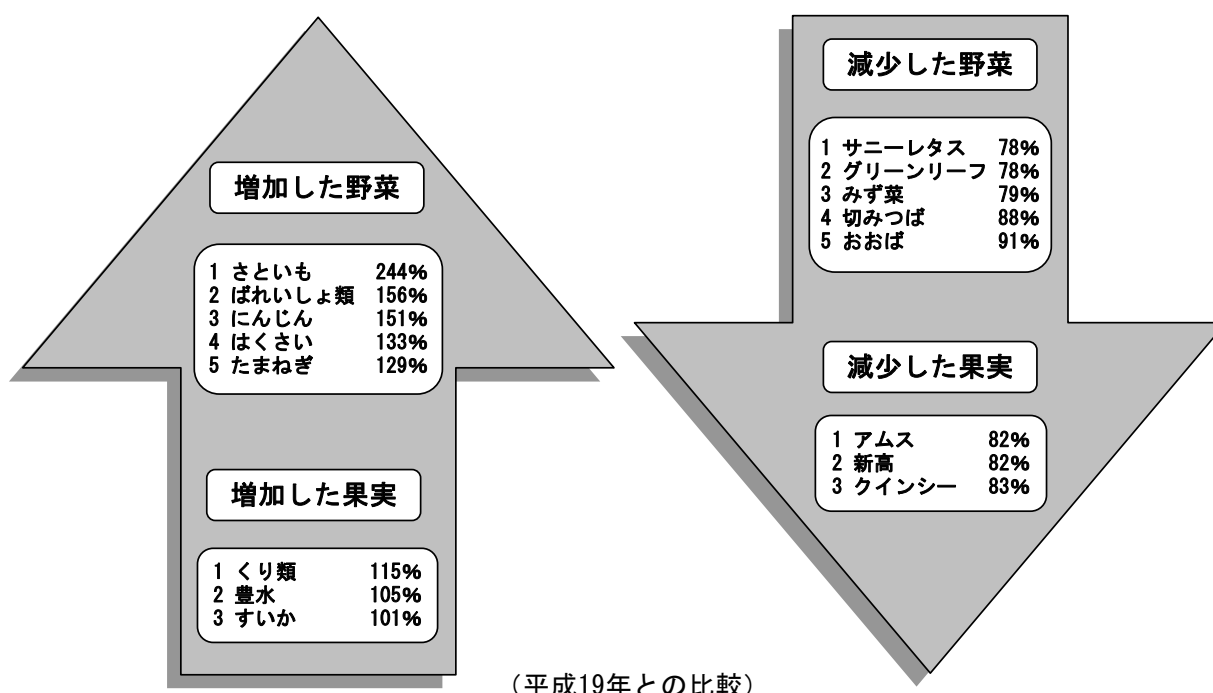 増加した野菜
1 さといも 244%
2 ばれいしょ類 156%
3 にんじん 151%
4 はくさい 133%
5 たまねぎ 129%
増加した果実
1 くり類 115%
2 豊水 105%
3 すいか 101%
減少した野菜
1 サニーレタス 78%
2 グリーンリーフ 78%
3 みず菜 79%
4 切みつば 88%
5 おおば 91%
減少した果実
1 アムス 82%
2 新高 82%
3 クインシー 83%
(平成19年との比較)